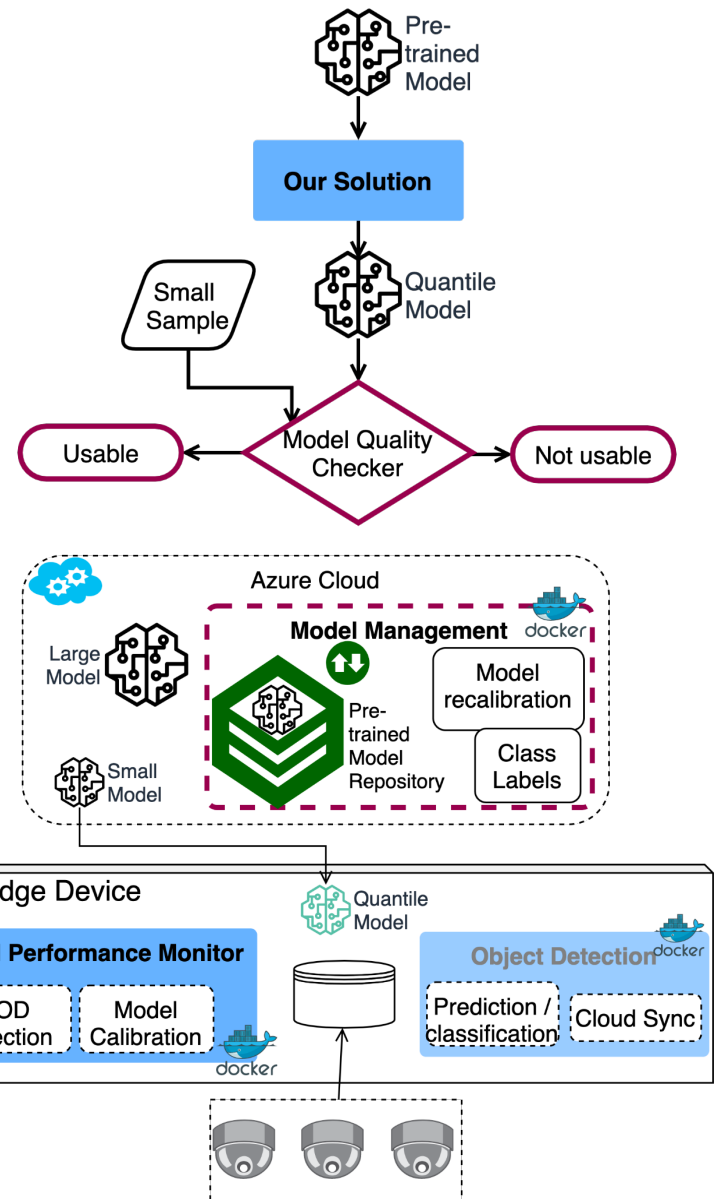 Pre-
trained
Model
Our Solution
Small
Sample
Quantile
Model
Model Quality
Checker
Usable
Not usable
Azure Cloud
docker
Model Management
Large
Model
Model
recalibration
Pre-
trained
Model
Repository
Class
Labels
Small
Model
dge Device
Quantile
Model
Performance Monitor
Object Detection
docker
OD
ection
Model
Calibration
docker
Prediction /
classification
Cloud Sync